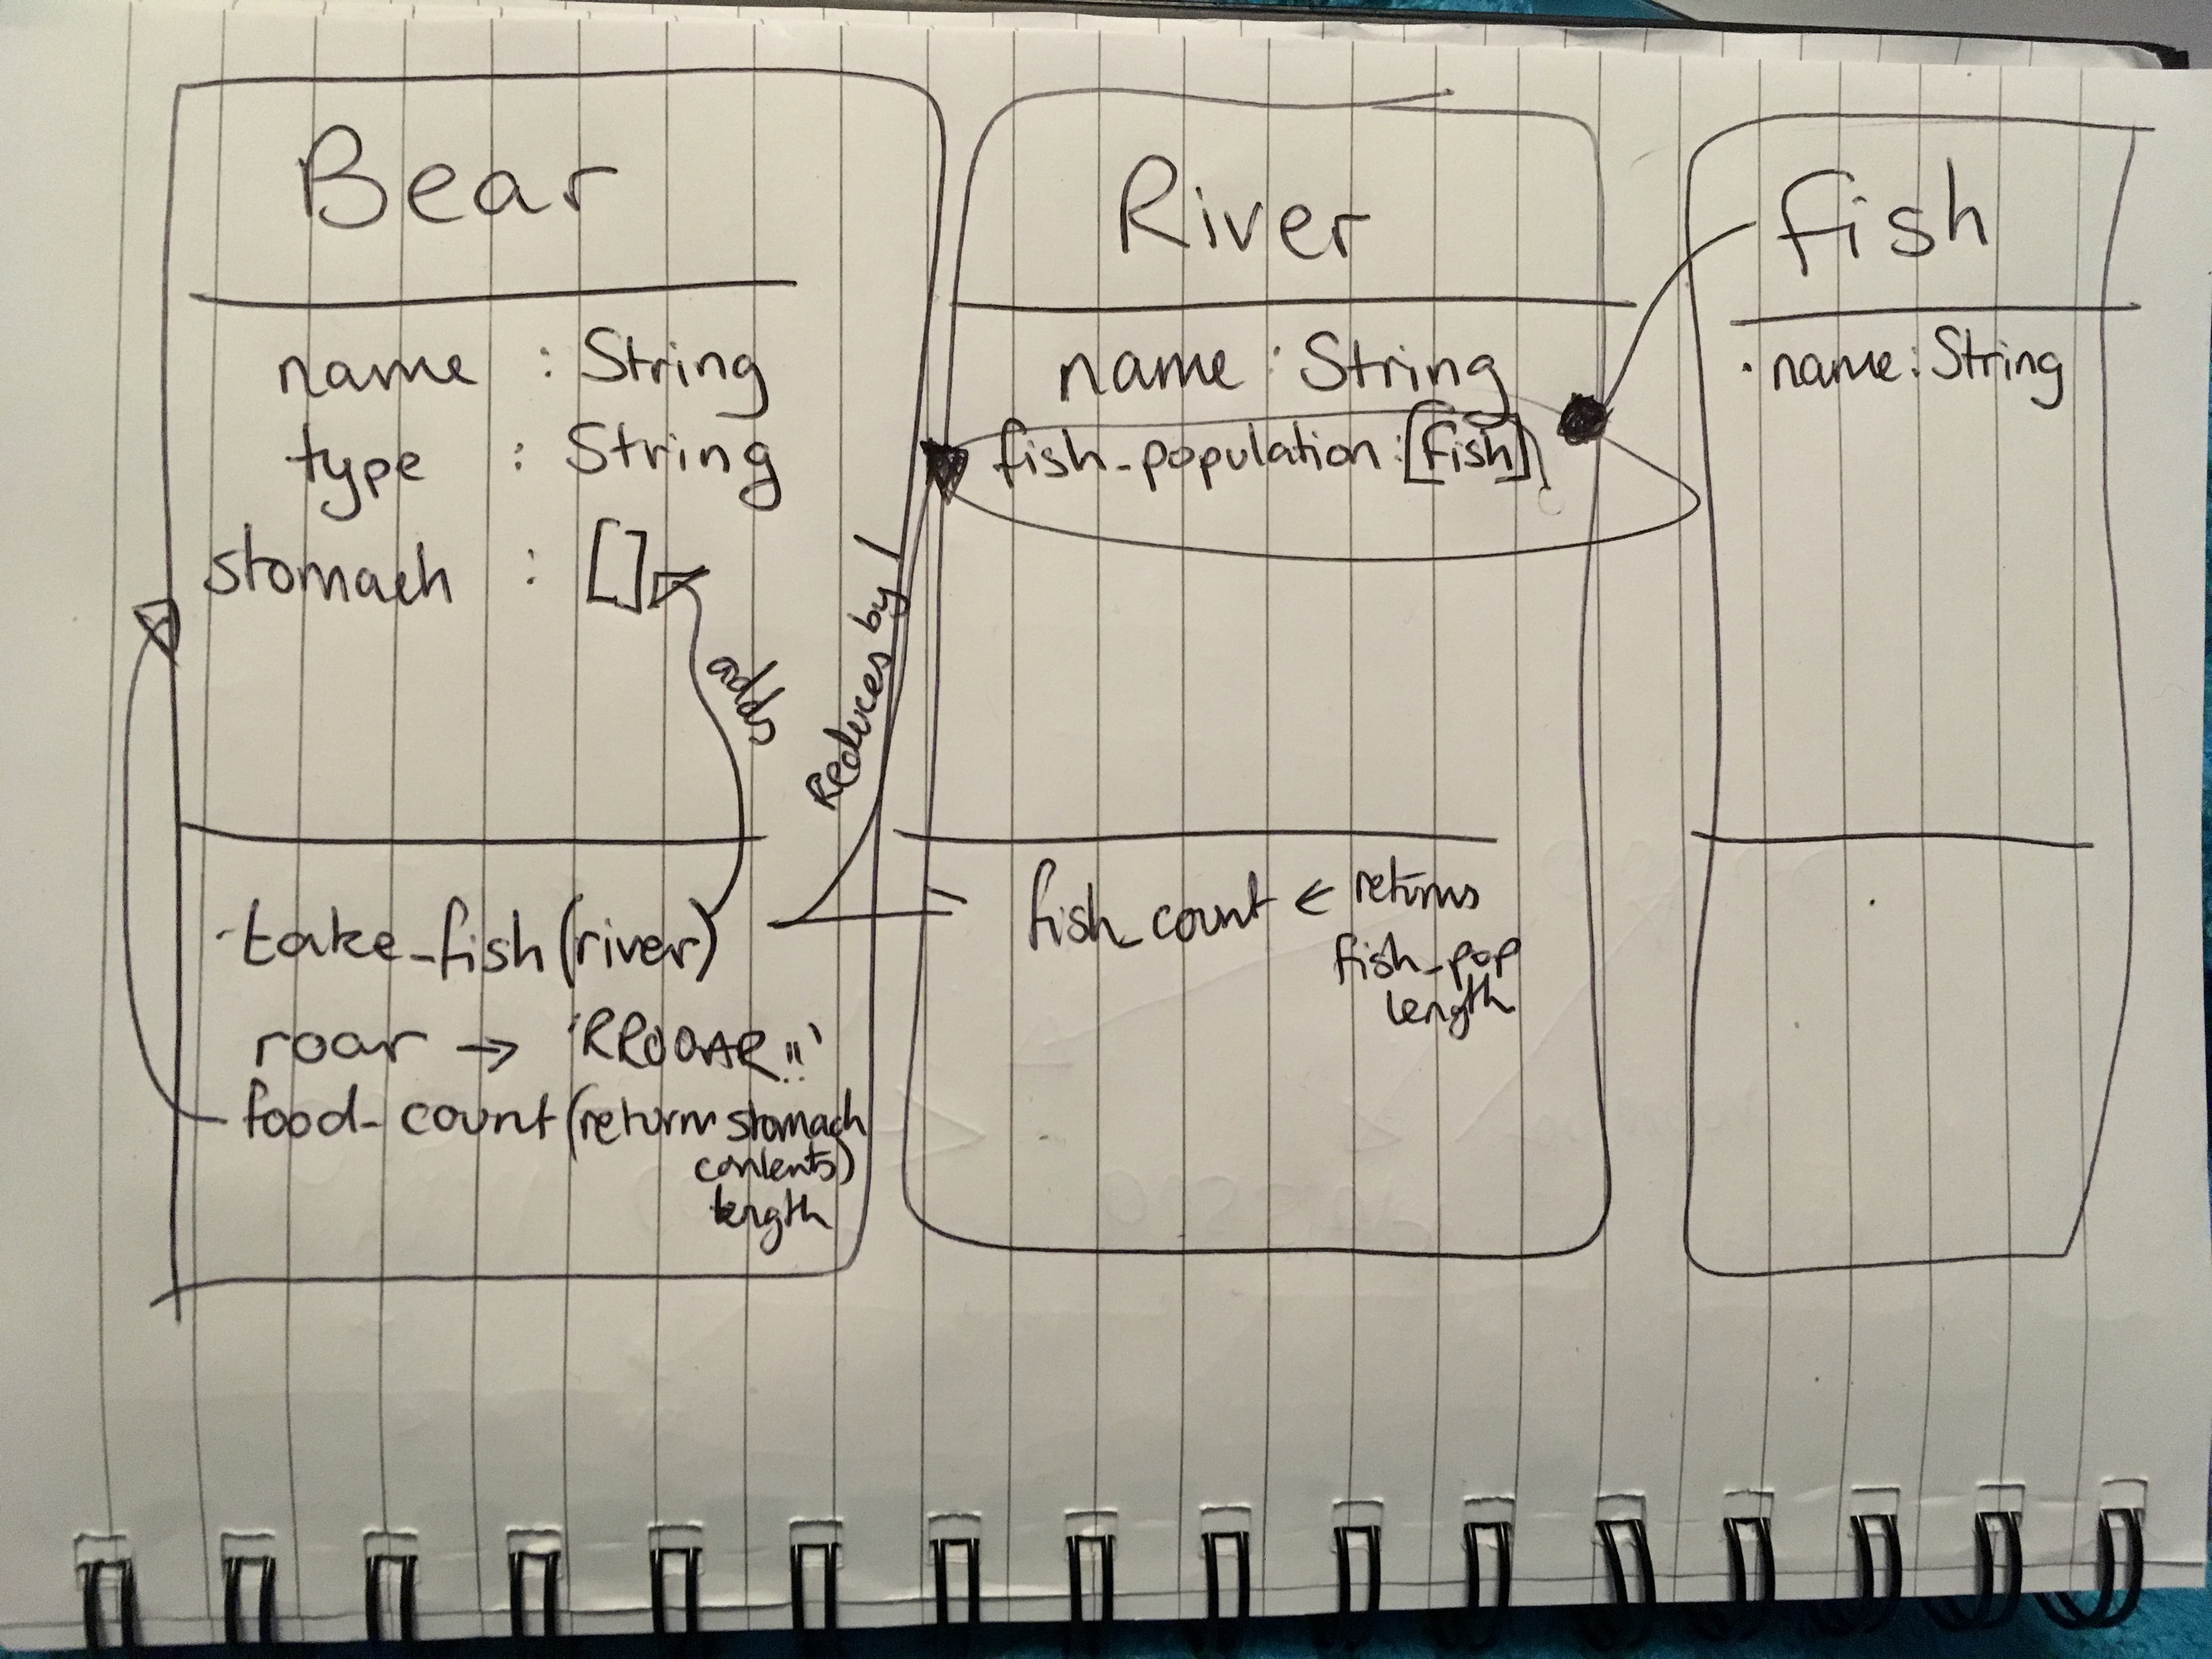 Bear
name : String
type : String
stomach : []
adds
Reduces by 1
take_fish(river)
roar → 'RROOAR!!'
food_count(return stomach
contents)
length
River
name : String
fish_population : [fish]
fish_count ← returns
fish_pop
length
fish
· name : String